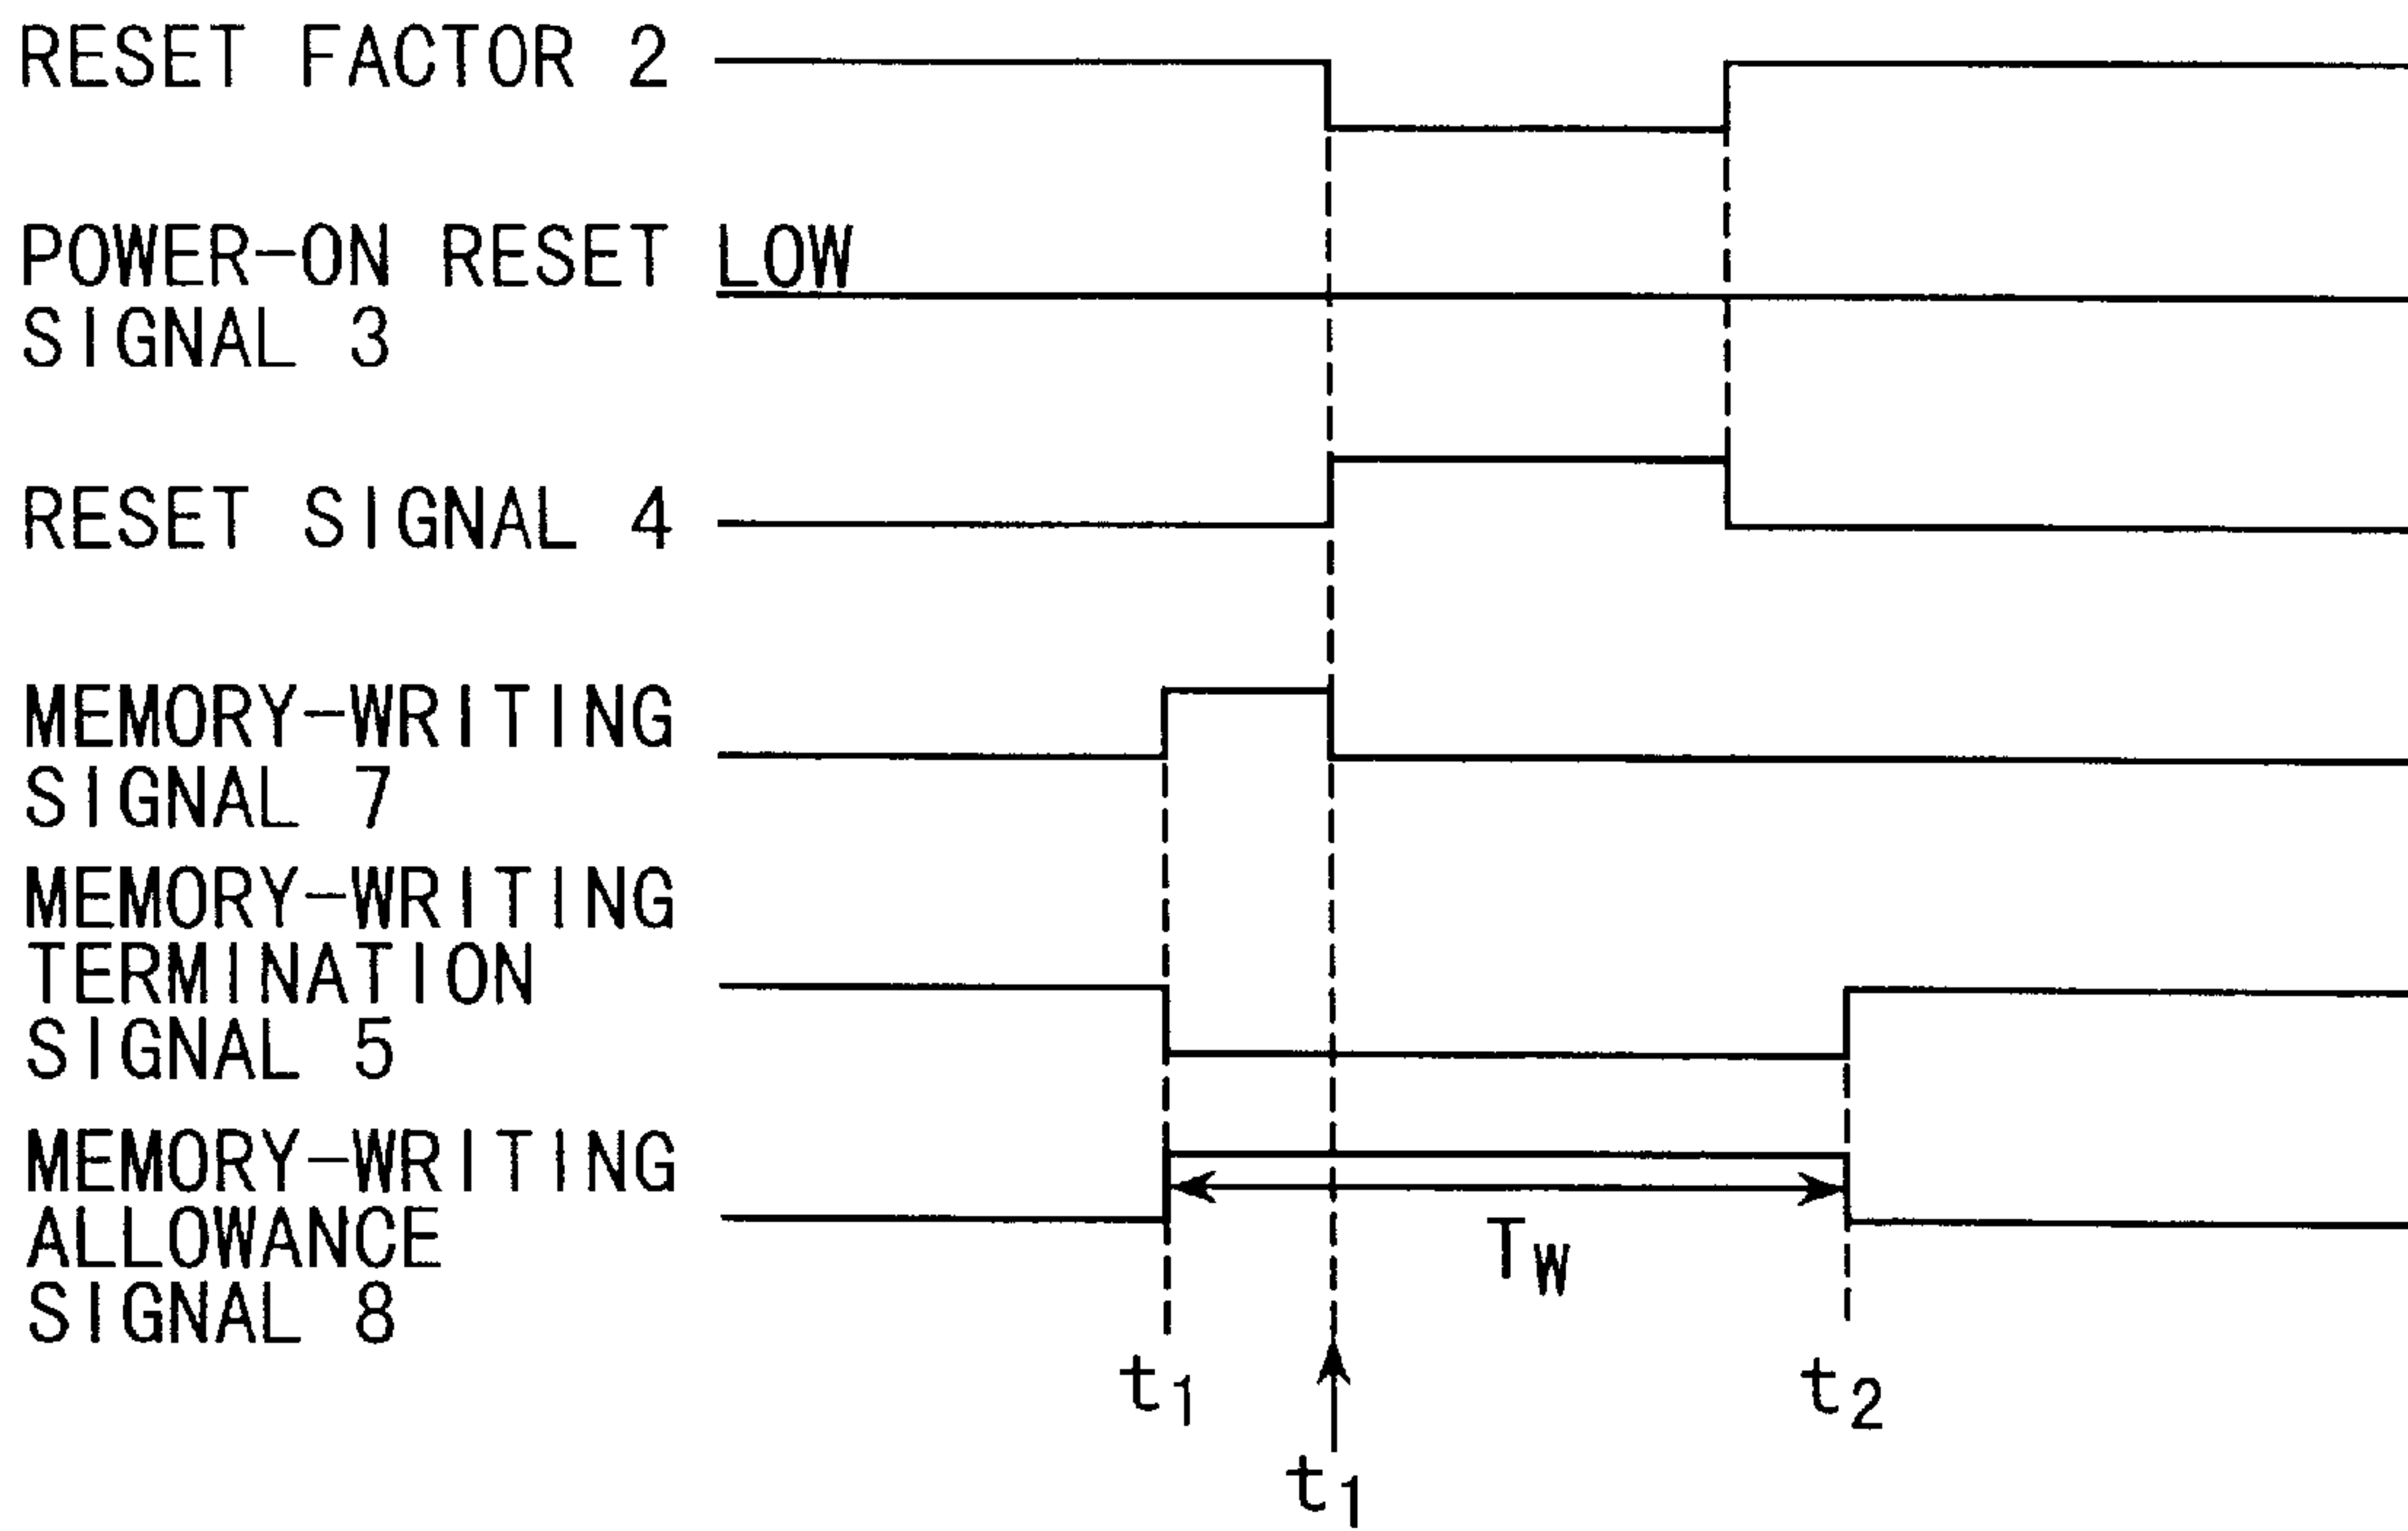 RESET FACTOR 2
POWER-ON RESET LOW
SIGNAL 3
RESET SIGNAL 4
MEMORY-WRITING
SIGNAL 7
MEMORY-WRITING
TERMINATION
SIGNAL 5
MEMORY-WRITING
ALLOWANCE
SIGNAL 8
TW
t1
t2
t1